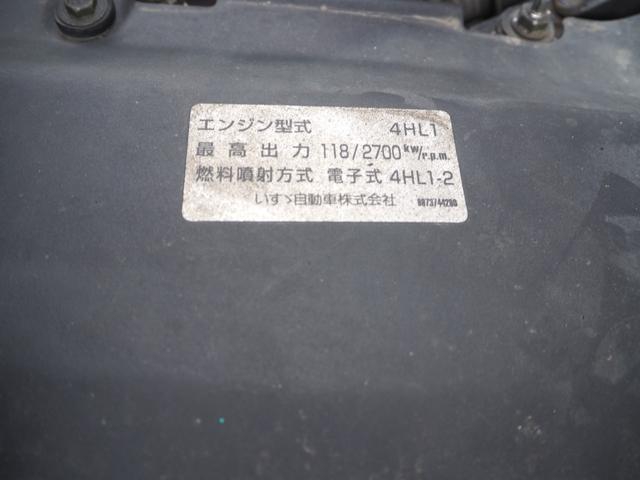 エンジン型式 4HL1
最高出力 118/2700kw/r.p.m.
燃料噴射方式 電子式 4HL1-2
いすゞ自動車株式会社